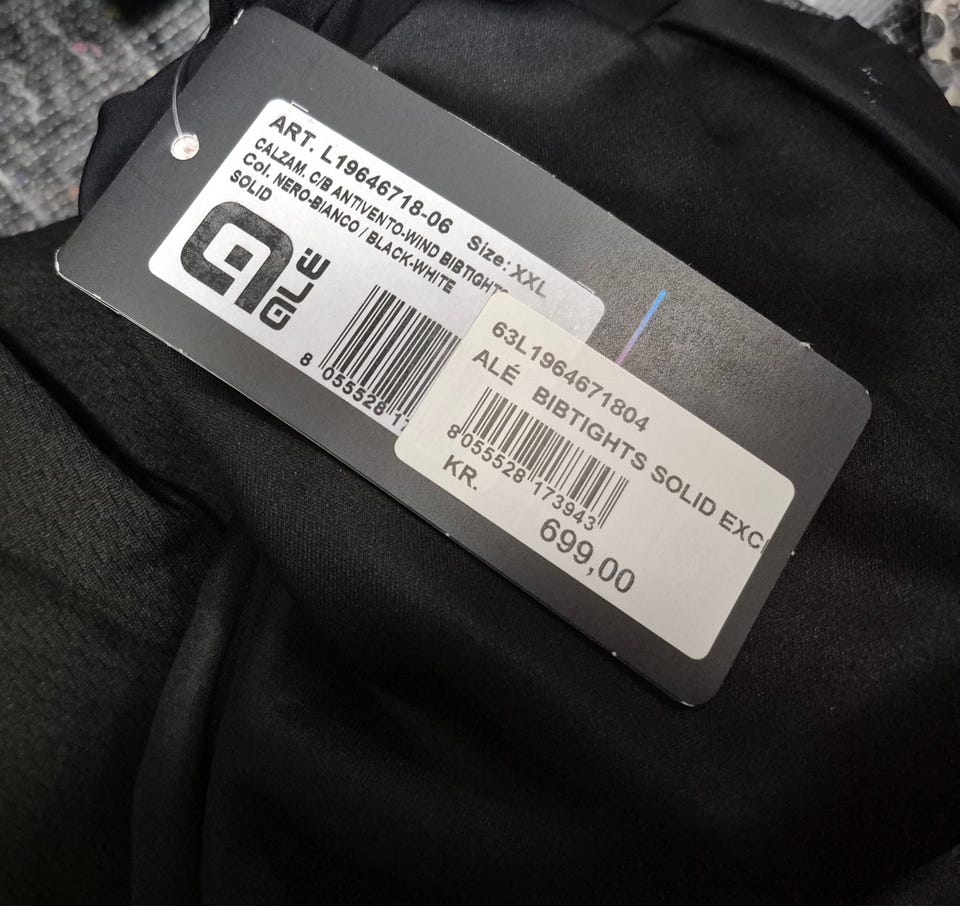 ART. L19646718-06 Size: XXL
CALZAM. C/B ANTIVENTO-WIND BIBTIGHTS
Col. NERO-BIANCO / BLACK-WHITE
SOLID
ALÉ
8 055528 17
63L1964671804
ALÉ BIBTIGHTS SOLID EXC
8 055528 173943
KR. 699,00